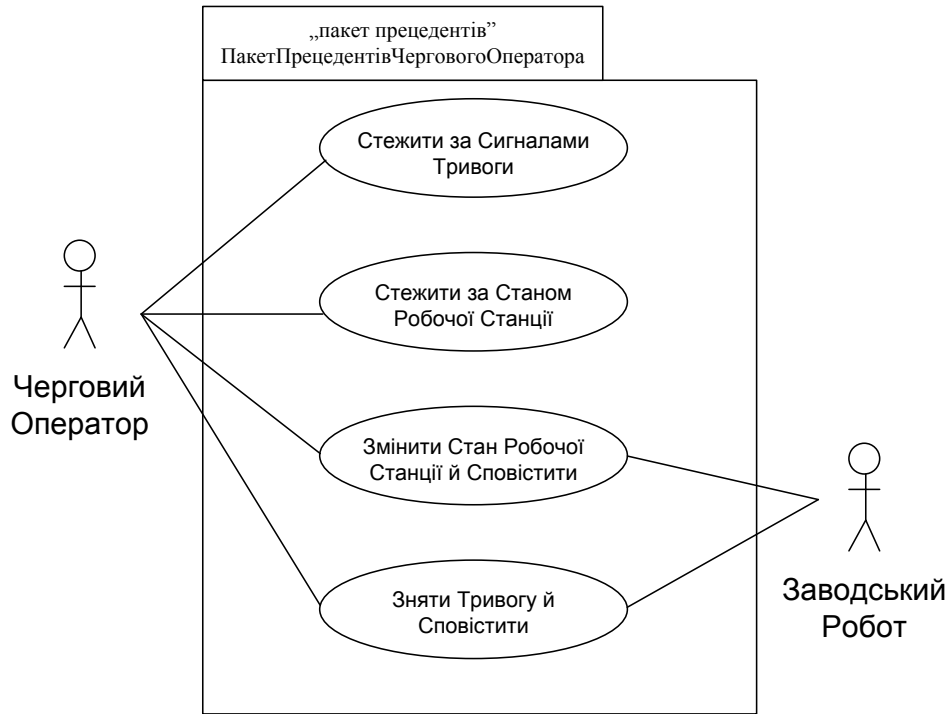 „пакет прецедентів”
ПакетПрецедентівЧерговогоОператора
Стежити за Сигналами
Тривоги
Стежити за Станом
Робочої Станції
Черговий
Оператор
Змінити Стан Робочої
Станції й Сповістити
Зняти Тривогу й
Сповістити
Заводський
Робот